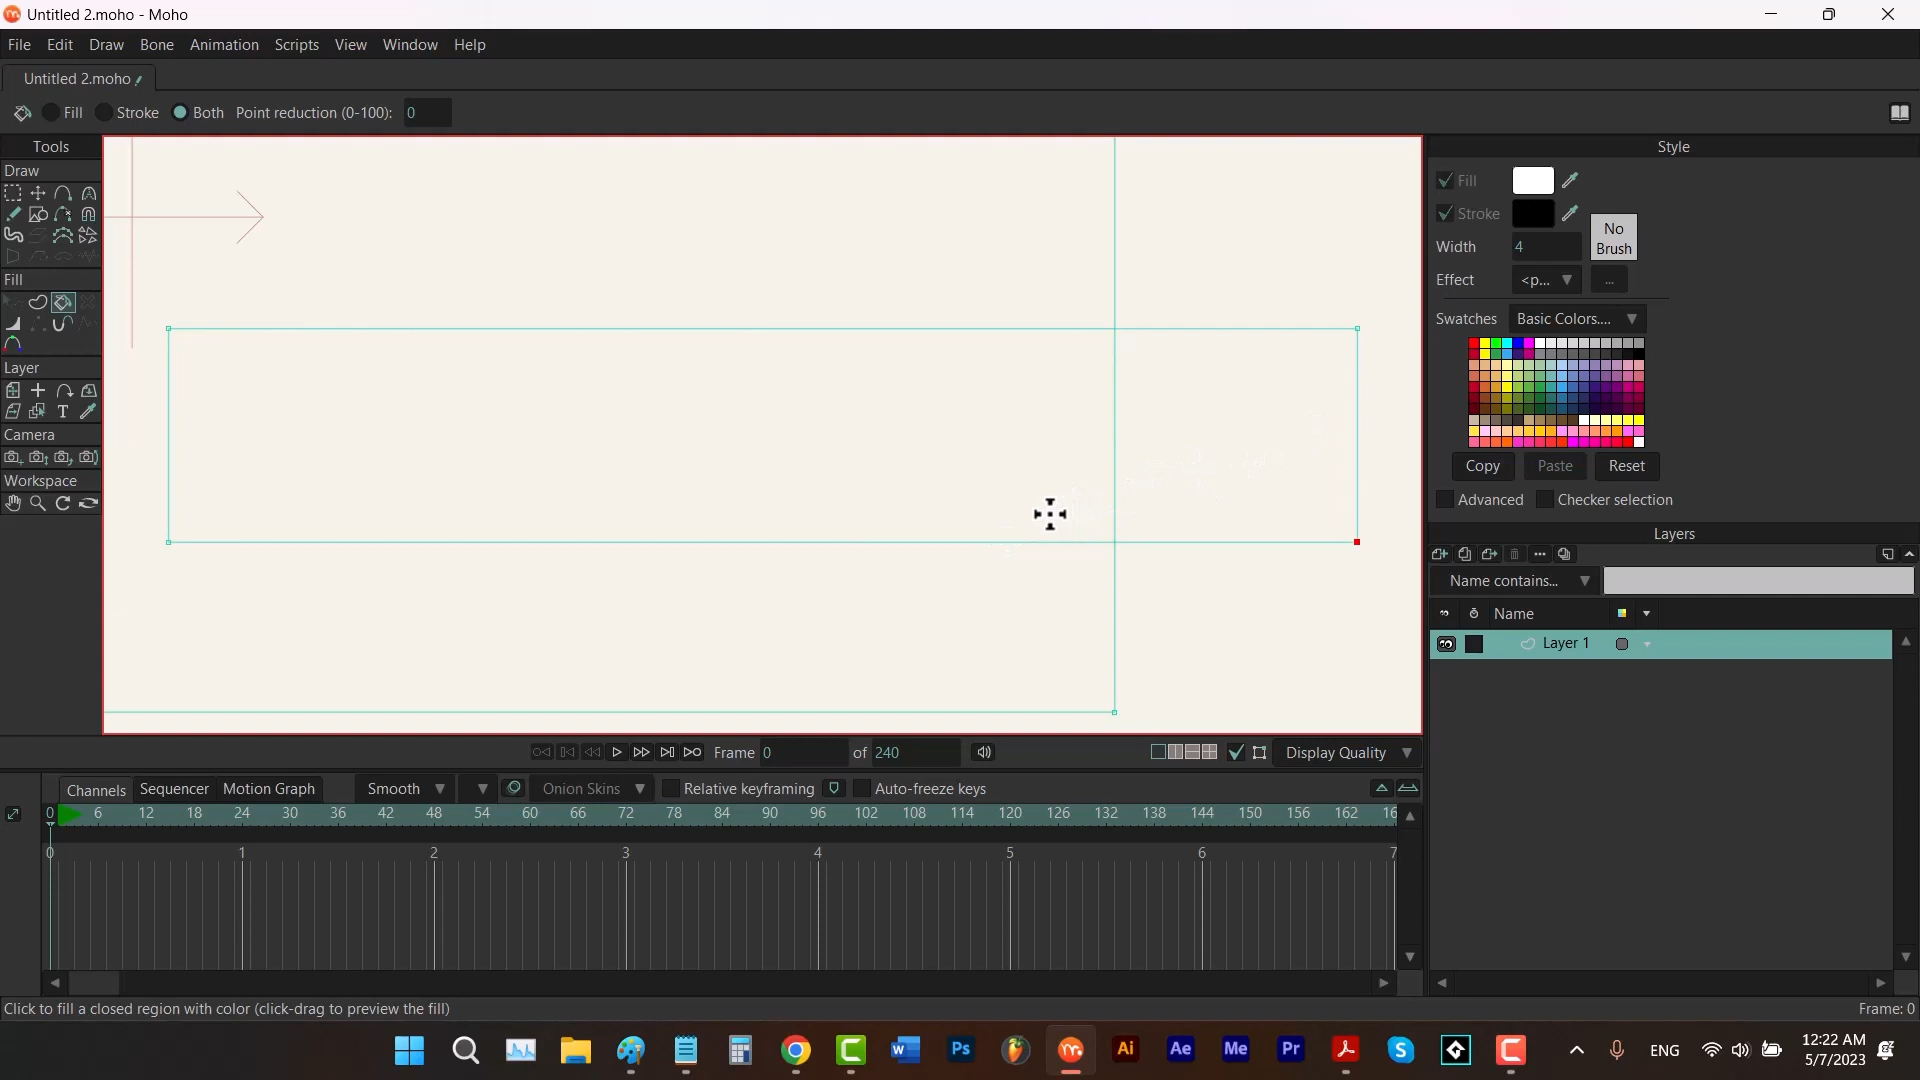 Untitled 2.moho - Moho
File Edit Draw Bone Animation Scripts View Window Help
Untitled 2.moho
Fill Stroke Both Point reduction (0-100): 0
Tools
Draw
Fill
Layer
T
Camera
Workspace
Style
Fill
Stroke
No Brush
Width 4
Effect <p... ...
Swatches Basic Colors....
Copy Paste Reset
Advanced Checker selection
Layers
Name contains...
Name
Layer 1
Frame 0 of 240 Display Quality
Channels Sequencer Motion Graph Smooth Onion Skins Relative keyframing Auto-freeze keys
0 6 12 18 24 30 36 42 48 54 60 66 72 78 84 90 96 102 108 114 120 126 132 138 144 150 156 162 16
0 1 2 3 4 5 6 7
Click to fill a closed region with color (click-drag to preview the fill) Frame: 0
W Ps Ai Ae Me Pr S C
ENG
12:22 AM
5/7/2023